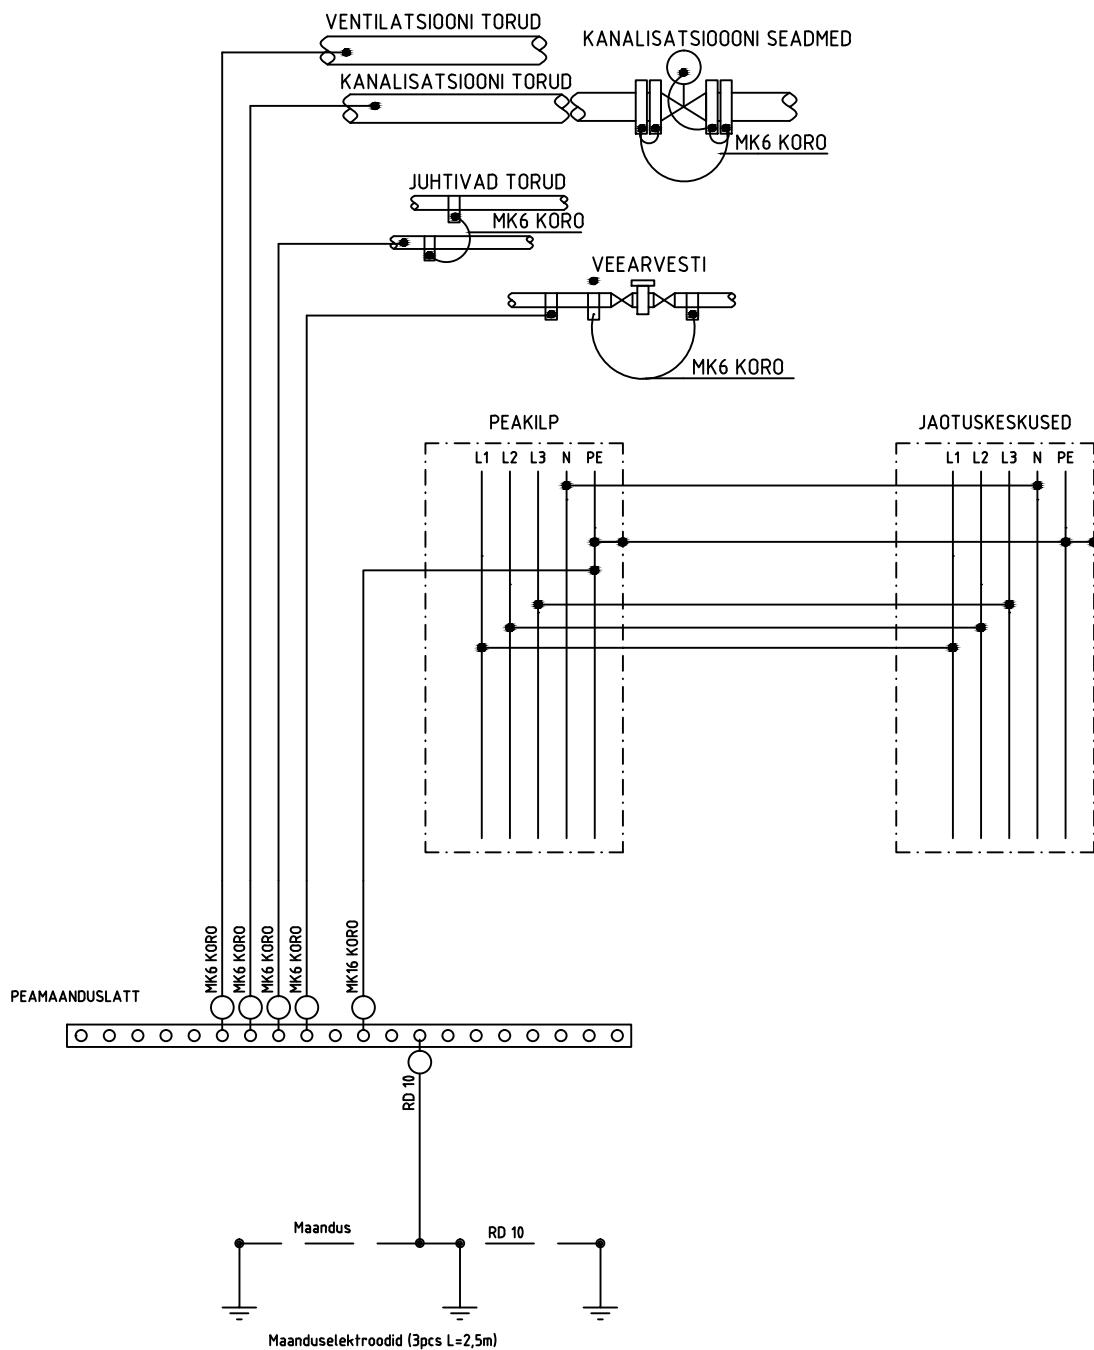 VENTILATSIOONI TORUD
KANALISATSIOOONI SEADMED
KANALISATSIOONI TORUD
MK6 KORO
JUHTIVAD TORUD
MK6 KORO
VEEARVESTI
MK6 KORO
PEAKILP
JAOTUSKESKUSED
L1 L2 L3 N PE
L1 L2 L3 N PE
MK6 KORO
MK6 KORO
MK6 KORO
MK6 KORO
MK16 KORO
PEAMAANDUSLATT
RD 10
Maandus
RD 10
Maanduselektroodid (3pcs L=2,5m)